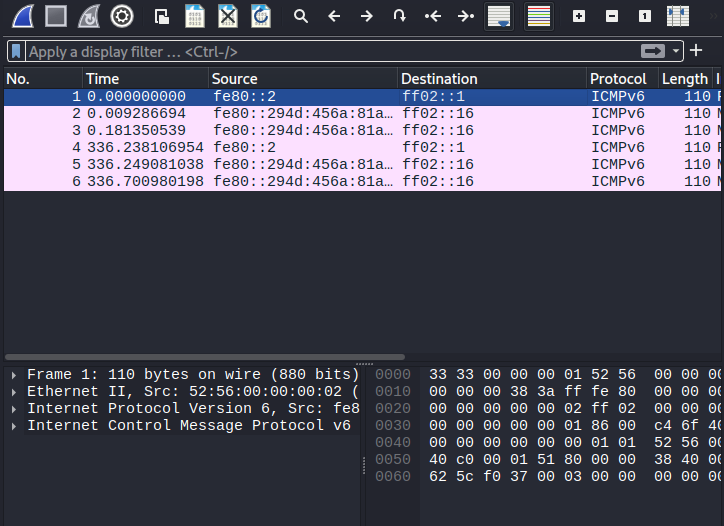 1
Apply a display filter ... <Ctrl-/>
No. Time Source Destination Protocol Length
1 0.000000000 fe80::2 ff02::1 ICMPv6 110
2 0.009286694 fe80::294d:456a:81a… ff02::16 ICMPv6 110
3 0.181350539 fe80::294d:456a:81a… ff02::16 ICMPv6 110
4 336.238106954 fe80::2 ff02::1 ICMPv6 110
5 336.249081038 fe80::294d:456a:81a… ff02::16 ICMPv6 110
6 336.700980198 fe80::294d:456a:81a… ff02::16 ICMPv6 110
Frame 1: 110 bytes on wire (880 bits)
Ethernet II, Src: 52:56:00:00:00:02 (
Internet Protocol Version 6, Src: fe8
Internet Control Message Protocol v6
0000 33 33 00 00 00 01 52 56 00 00 00
0010 00 00 00 38 3a ff fe 80 00 00 00
0020 00 00 00 00 00 02 ff 02 00 00 00
0030 00 00 00 00 00 01 86 00 c4 6f 40
0040 00 00 00 00 00 00 01 01 52 56 00
0050 40 c0 00 01 51 80 00 00 38 40 00
0060 62 5c f0 37 00 03 00 00 00 00 00